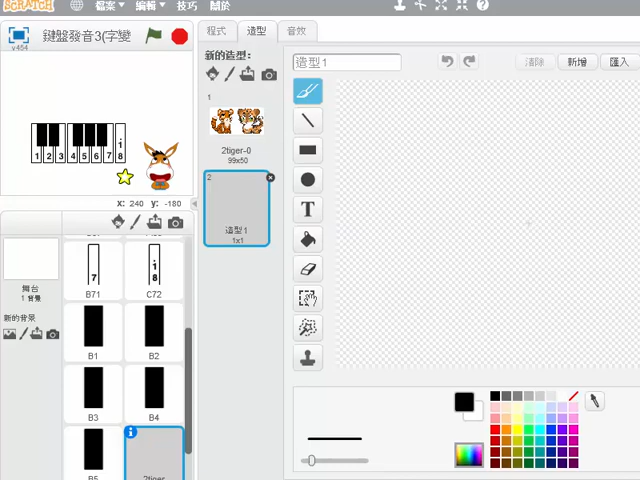 SCRATCH 檔案 編輯 技巧 關於
v454 鍵盤發音3(字變
1 2 3 4 5 6 7 i 8
x: 240 y: -180
程式 造型 音效
新的造型:
1
2tiger-0
99x50
2
造型1
1x1
造型1
清除 新增 匯入
T
舞台
1 背景
新的背景
7
B71
i 8
C72
B1 B2
B3 B4
B5 2tiger